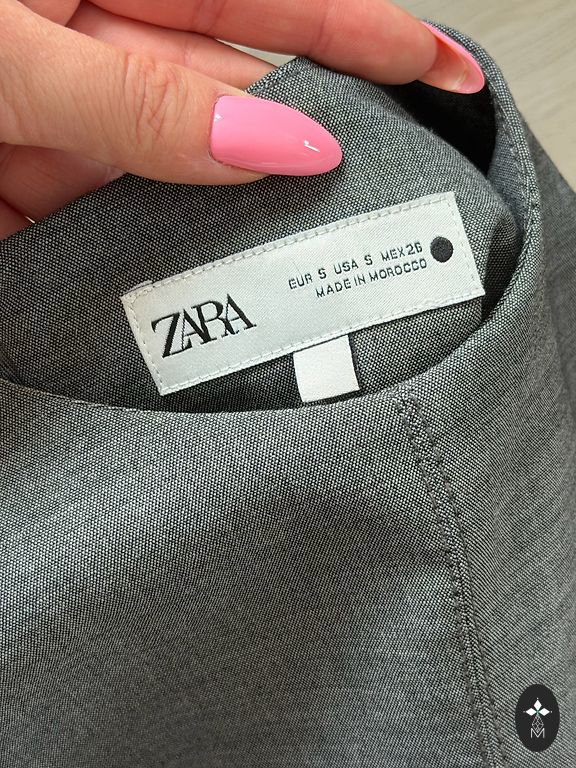 ZARA
EUR S USA S MEX 26
MADE IN MOROCCO
M